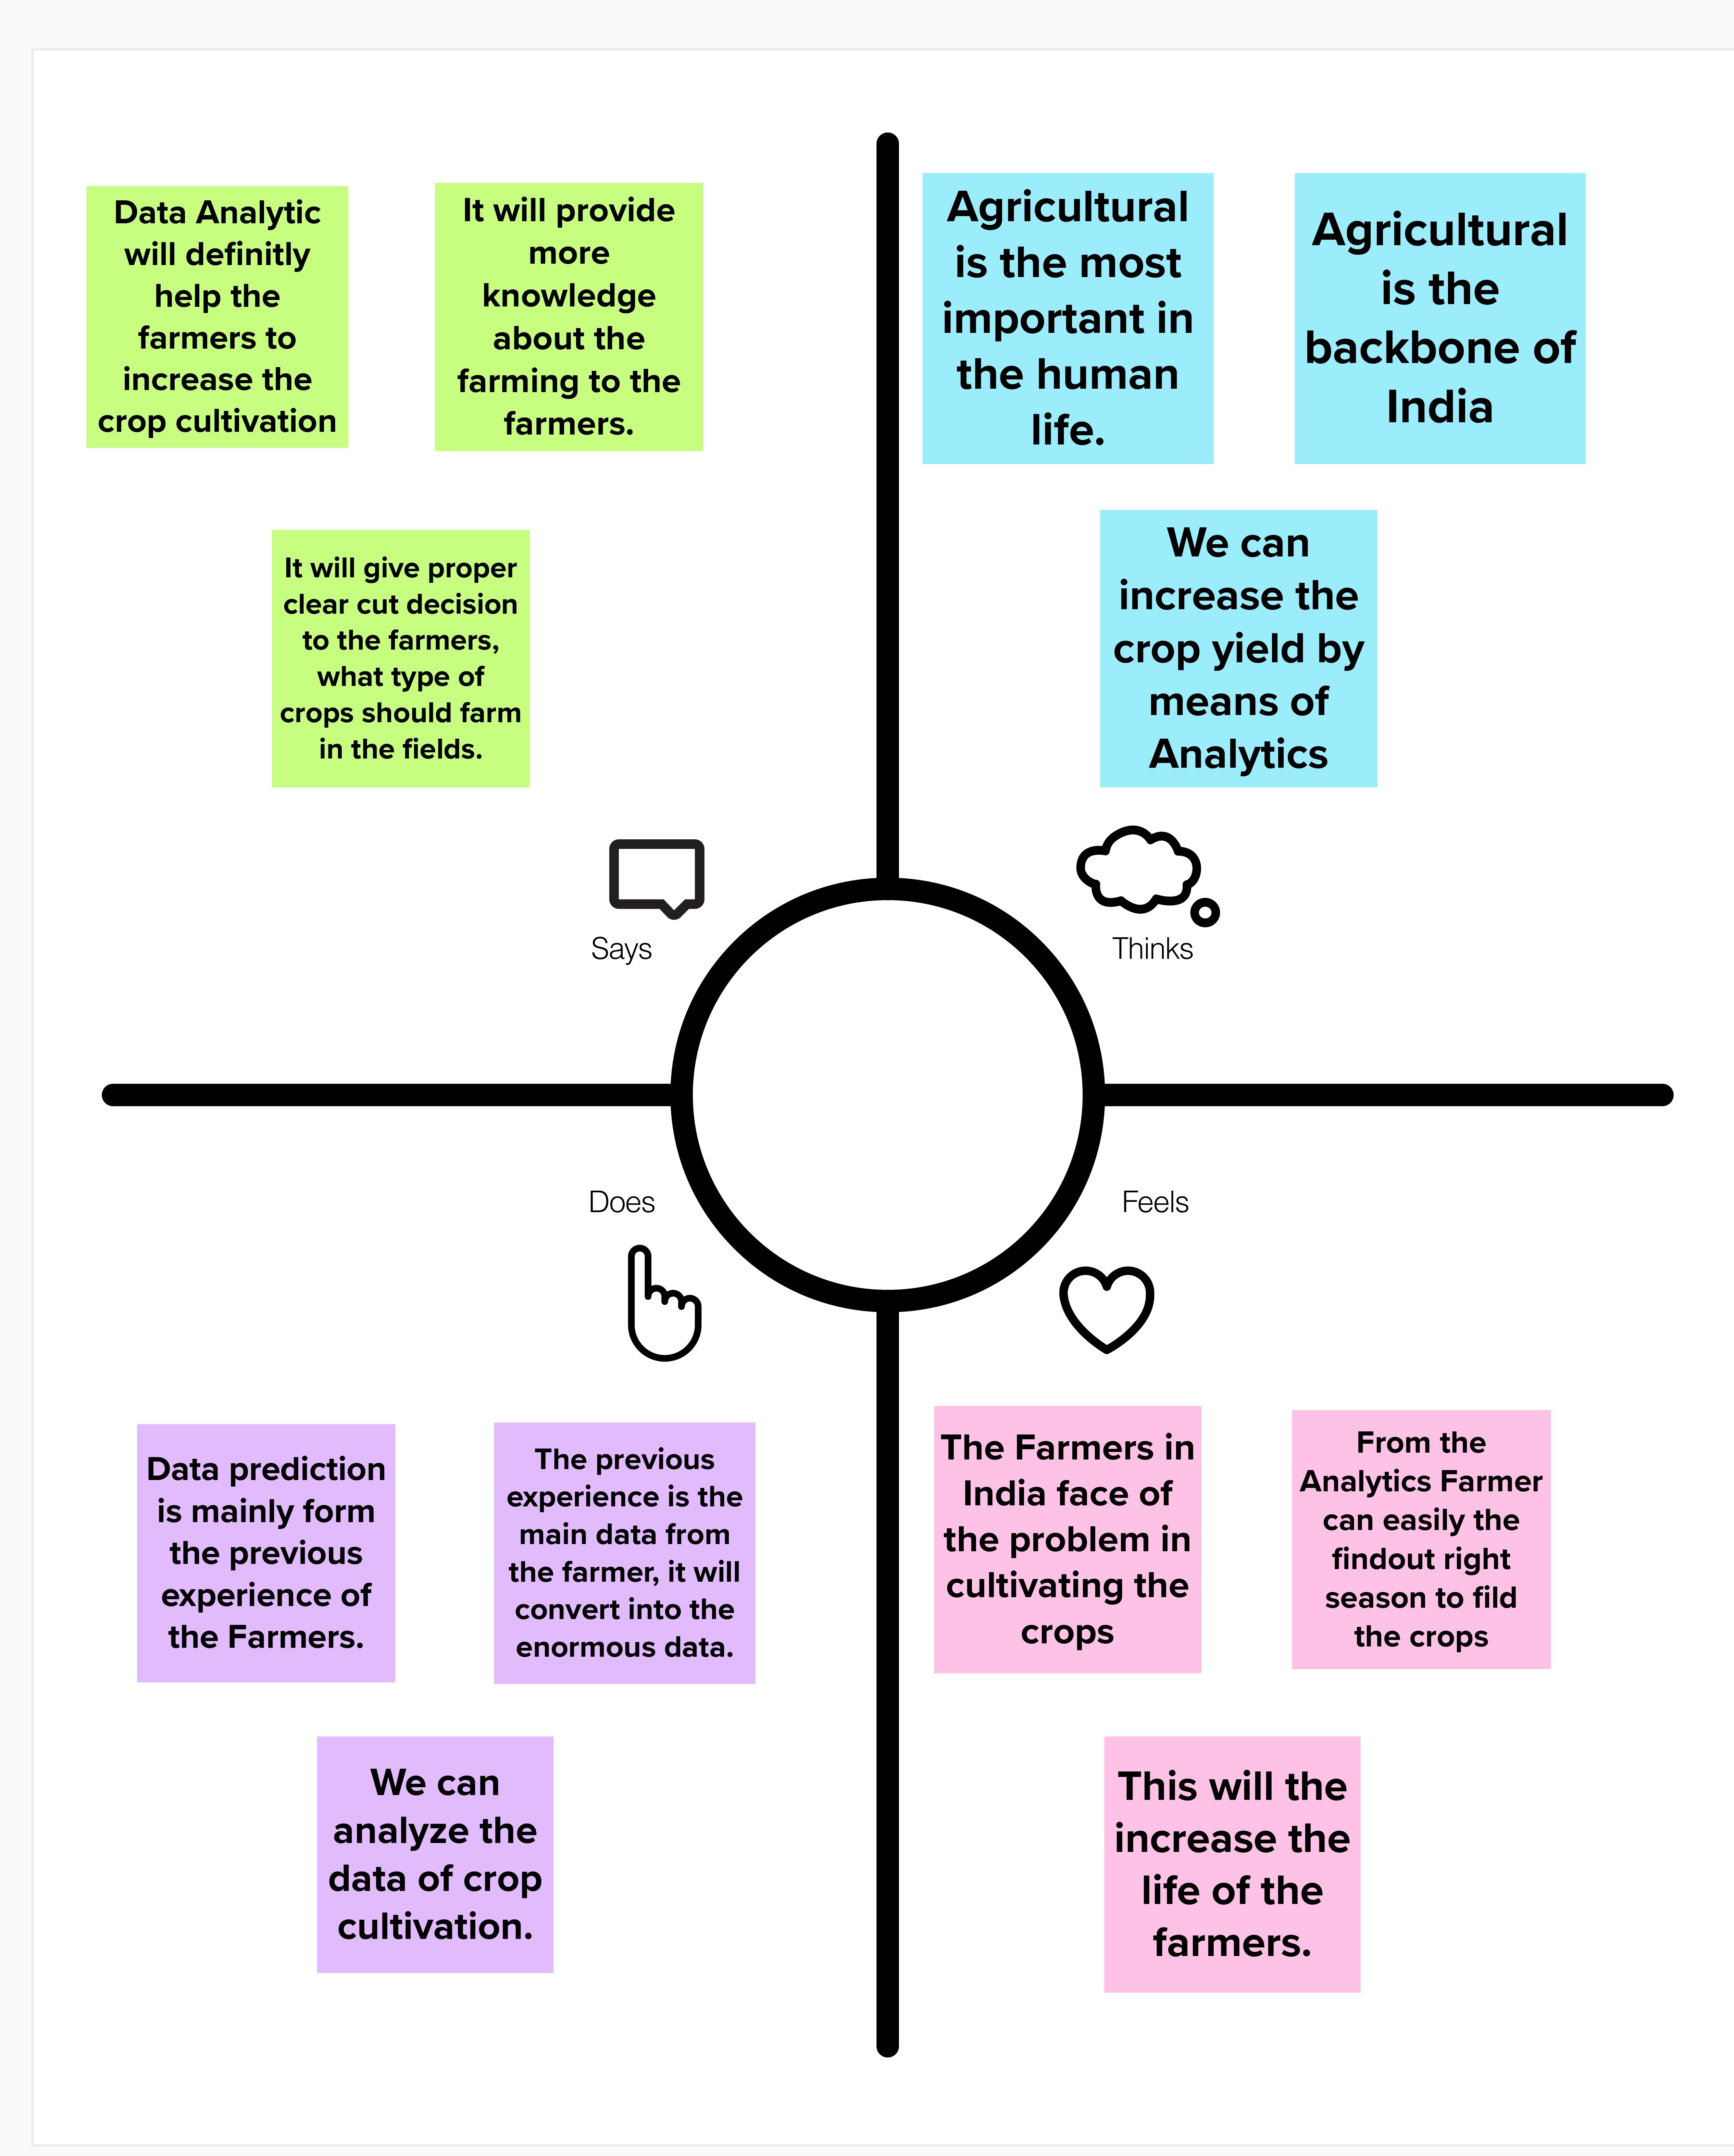 Data Analytic
will definitly
help the
farmers to
increase the
crop cultivation
It will provide
more
knowledge
about the
farming to the
farmers.
It will give proper
clear cut decision
to the farmers,
what type of
crops should farm
in the fields.
Says
Agricultural
is the most
important in
the human
life.
Agricultural
is the
backbone of
India
We can
increase the
crop yield by
means of
Analytics
Thinks
Does
Data prediction
is mainly form
the previous
experience of
the Farmers.
The previous
experience is the
main data from
the farmer, it will
convert into the
enormous data.
We can
analyze the
data of crop
cultivation.
Feels
The Farmers in
India face of
the problem in
cultivating the
crops
From the
Analytics Farmer
can easily the
findout right
season to fild
the crops
This will the
increase the
life of the
farmers.